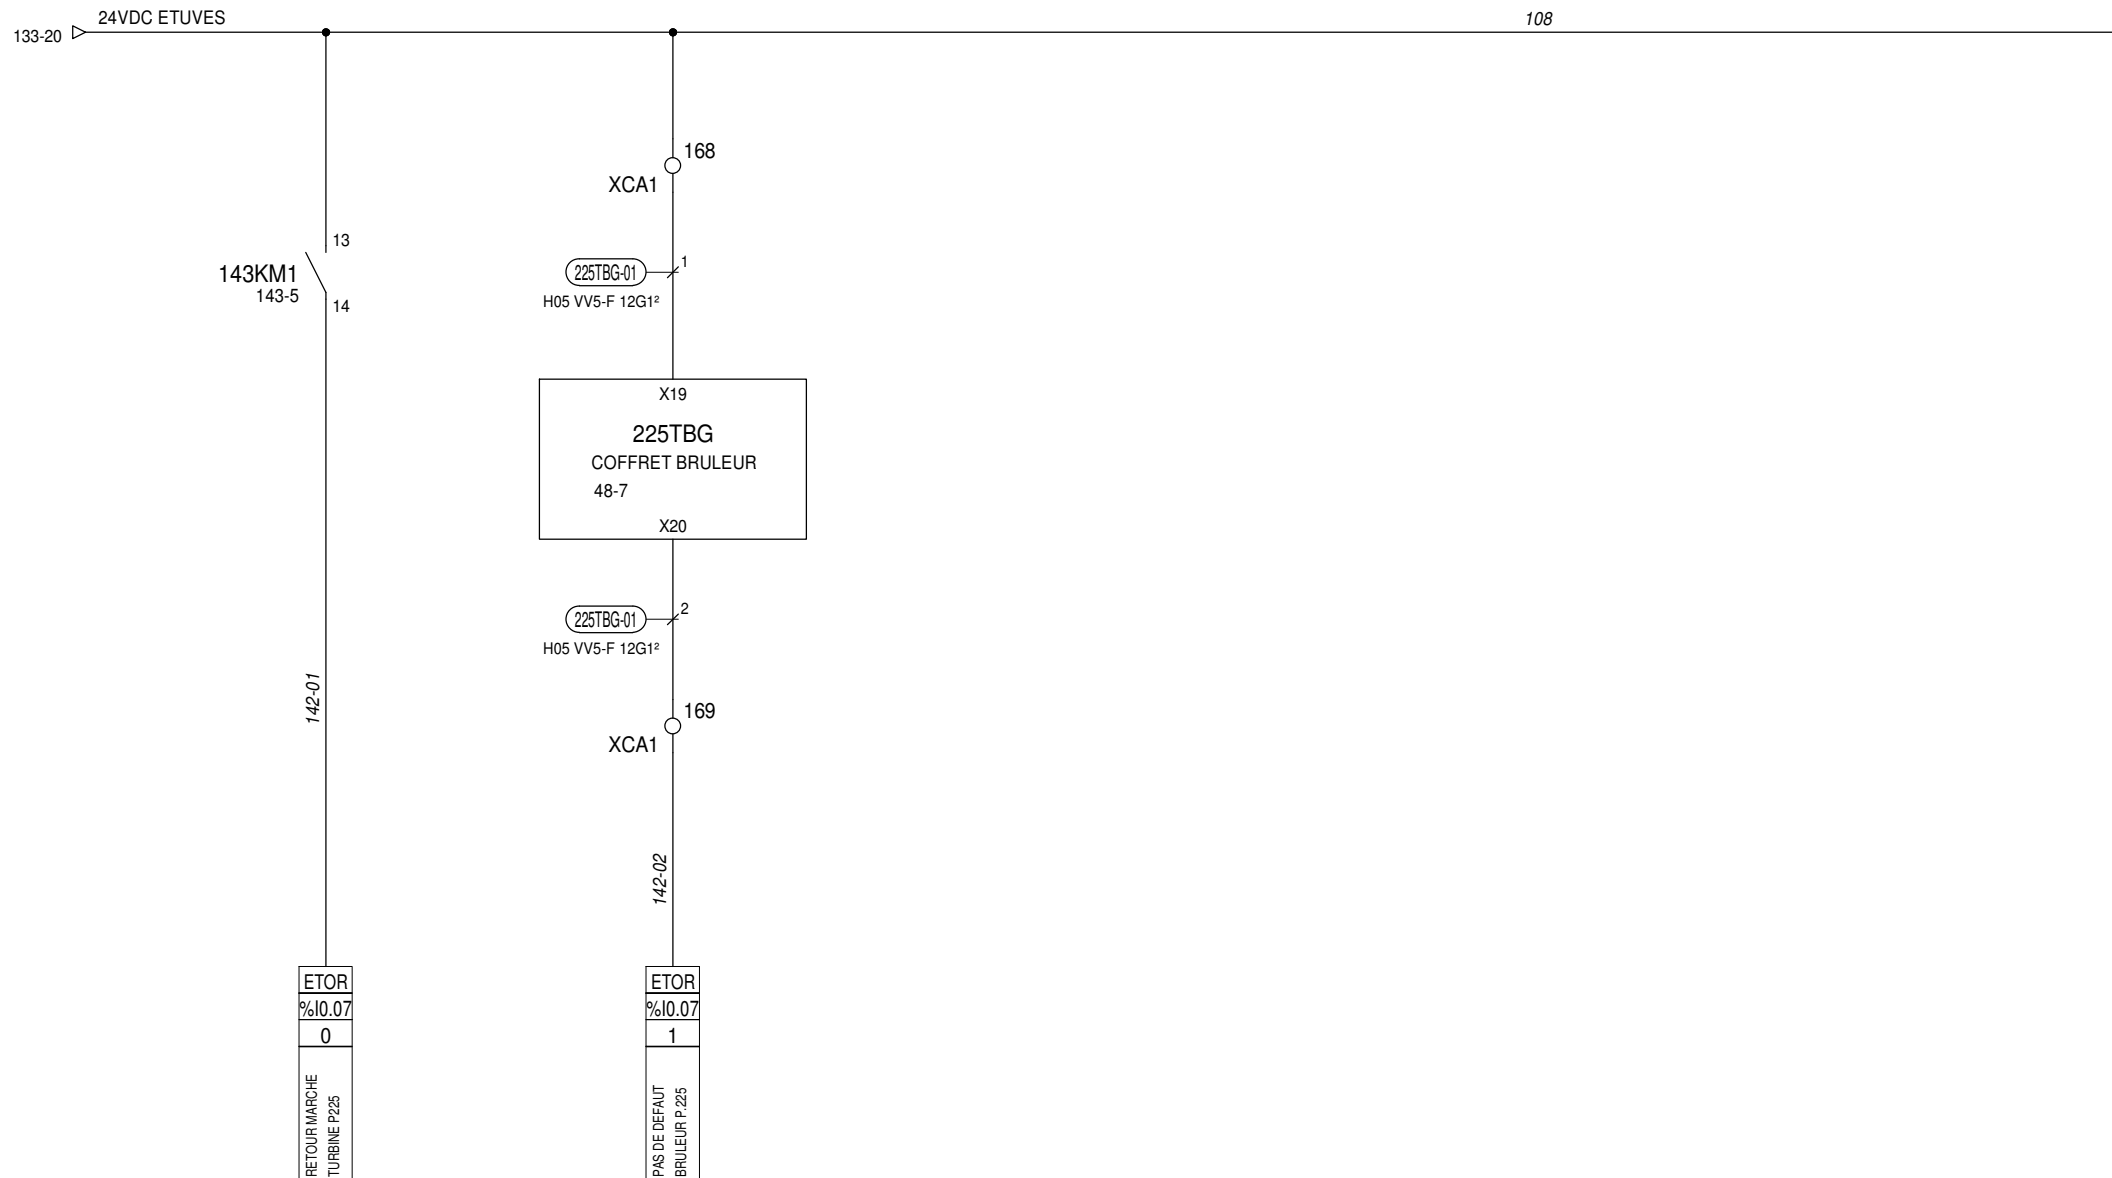 24VDC ETUVES
108
133-20
168
XCA1
13
143KM1
143-5
14
225TBG-01
1
H05 VV5-F 12G1²
X19
225TBG
COFFRET BRULEUR
48-7
X20
225TBG-01
2
H05 VV5-F 12G1²
142-01
169
XCA1
142-02
ETOR
%I0.07
0
RETOUR MARCHE
TURBINE P225
ETOR
%I0.07
1
PAS DE DEFAUT
BRULEUR P.225